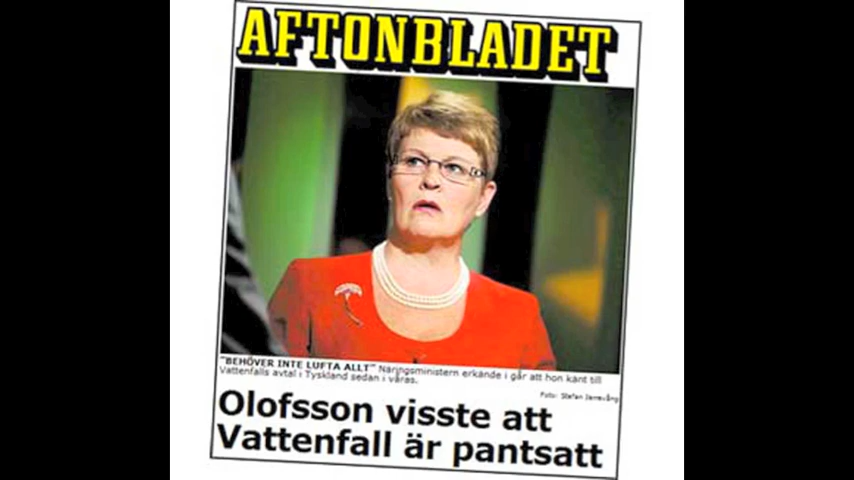 AFTONBLADET
"BEHÖVER INTE LUFTA ALLT" Näringsministern erkände i går att hon känt till
Vattenfalls avtal i Tyskland sedan i våras.
Foto: Stefan
Olofsson visste att
Vattenfall är pantsatt